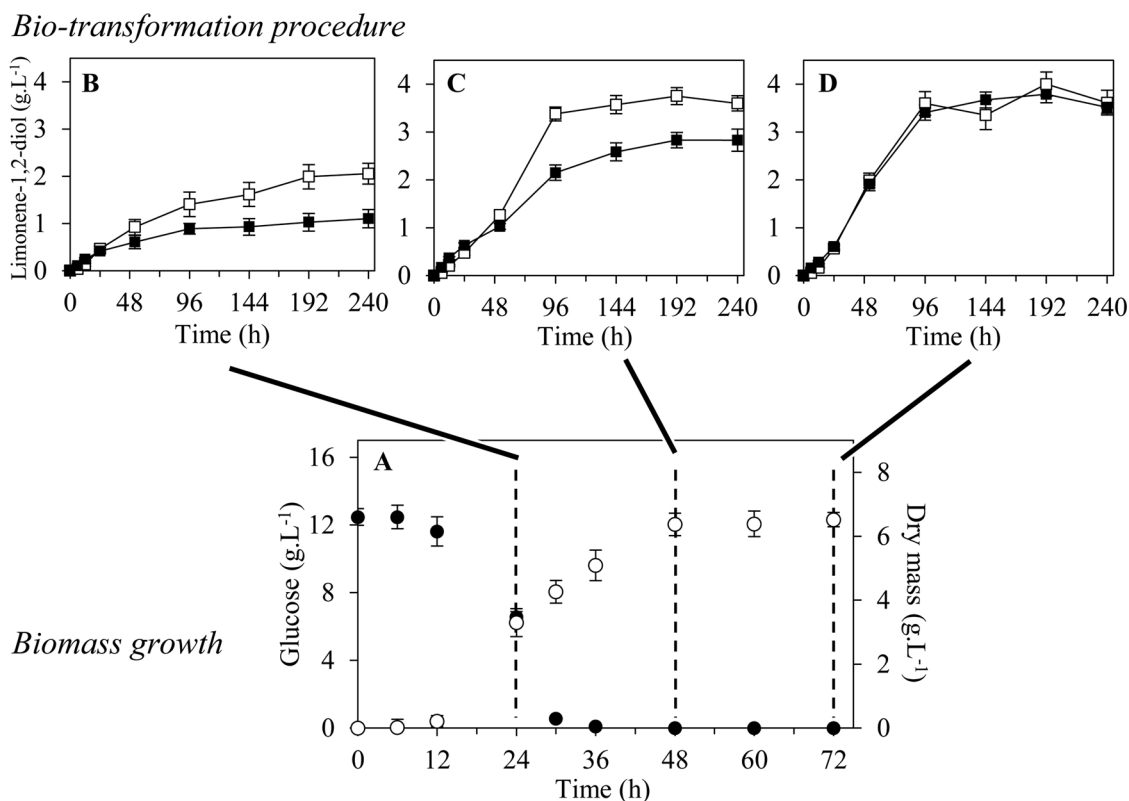 Bio-transformation procedure
Limonene-1,2-diol (g.L-1)
B
4
3
2
1
0
0 48 96 144 192 240
Time (h)
C
4
3
2
1
0
0 48 96 144 192 240
Time (h)
D
4
3
2
1
0
0 48 96 144 192 240
Time (h)
Biomass growth
A
Glucose (g.L-1)
16
12
8
4
0
Dry mass (g.L-1)
8
6
4
2
0
0 12 24 36 48 60 72
Time (h)